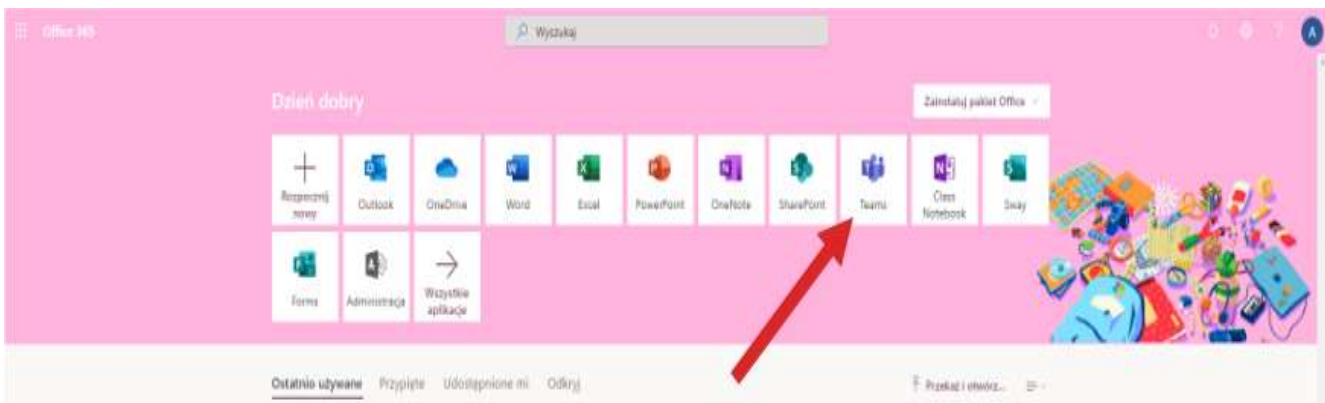 Office 365
Wyszukaj
A
Dzień dobry
Zainstaluj pakiet Office
Rozpocznij nowy
Outlook
OneDrive
Word
Excel
PowerPoint
OneNote
SharePoint
Teams
Class Notebook
Sway
Forms
Administracja
Wszystkie aplikacje
Ostatnio używane Przypięte Udostępnione mi Odkryj
Przekaż i otwórz...